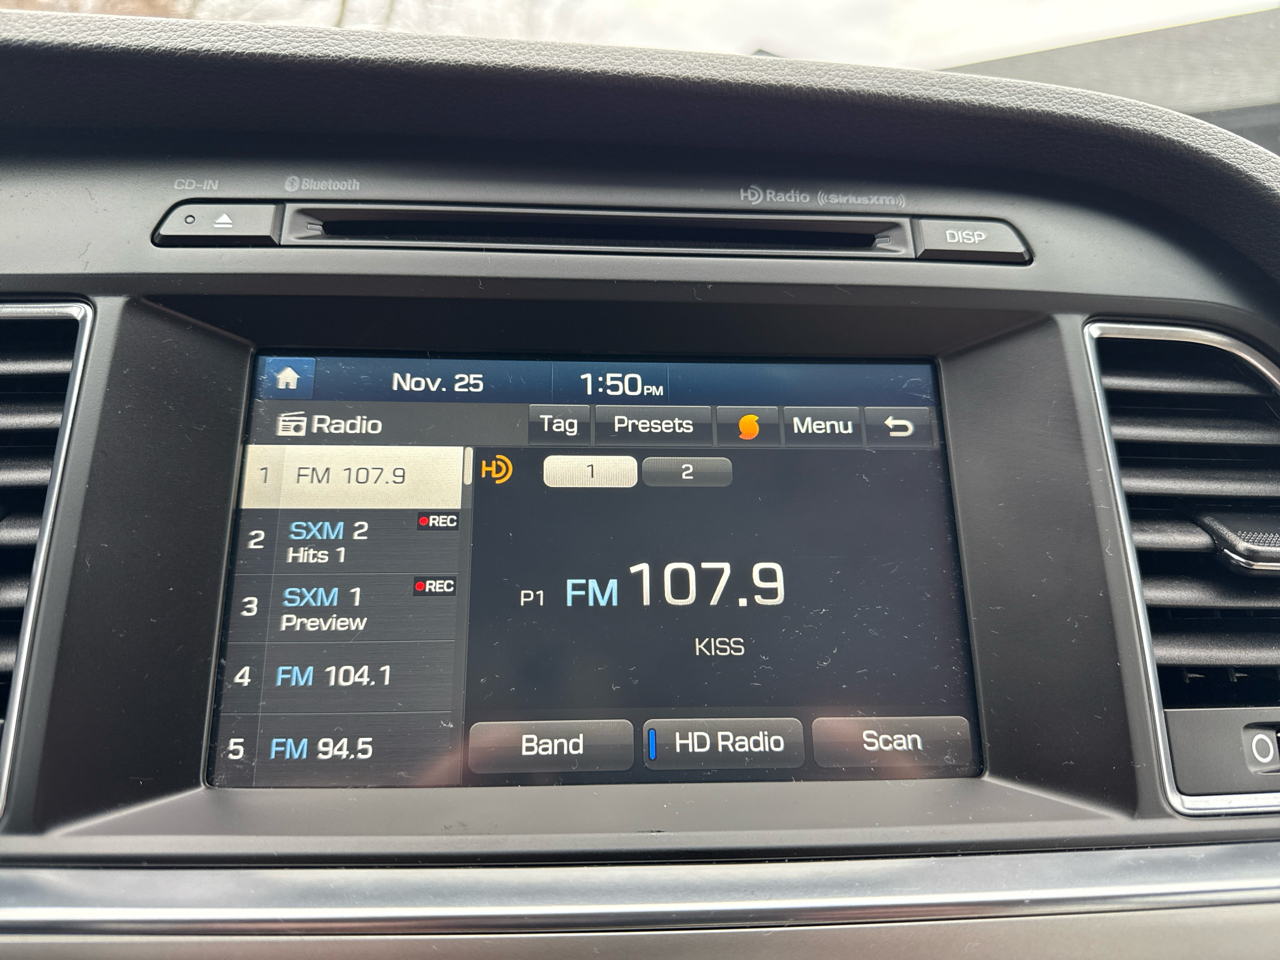 CD-IN
Bluetooth
HD Radio ((SiriusXM))
DISP
Nov. 25 1:50PM
Radio Tag Presets Menu
1 FM 107.9
HD 1 2
2 SXM 2 REC
Hits 1
3 SXM 1 REC
Preview
4 FM 104.1
5 FM 94.5
P1 FM 107.9
KISS
Band HD Radio Scan